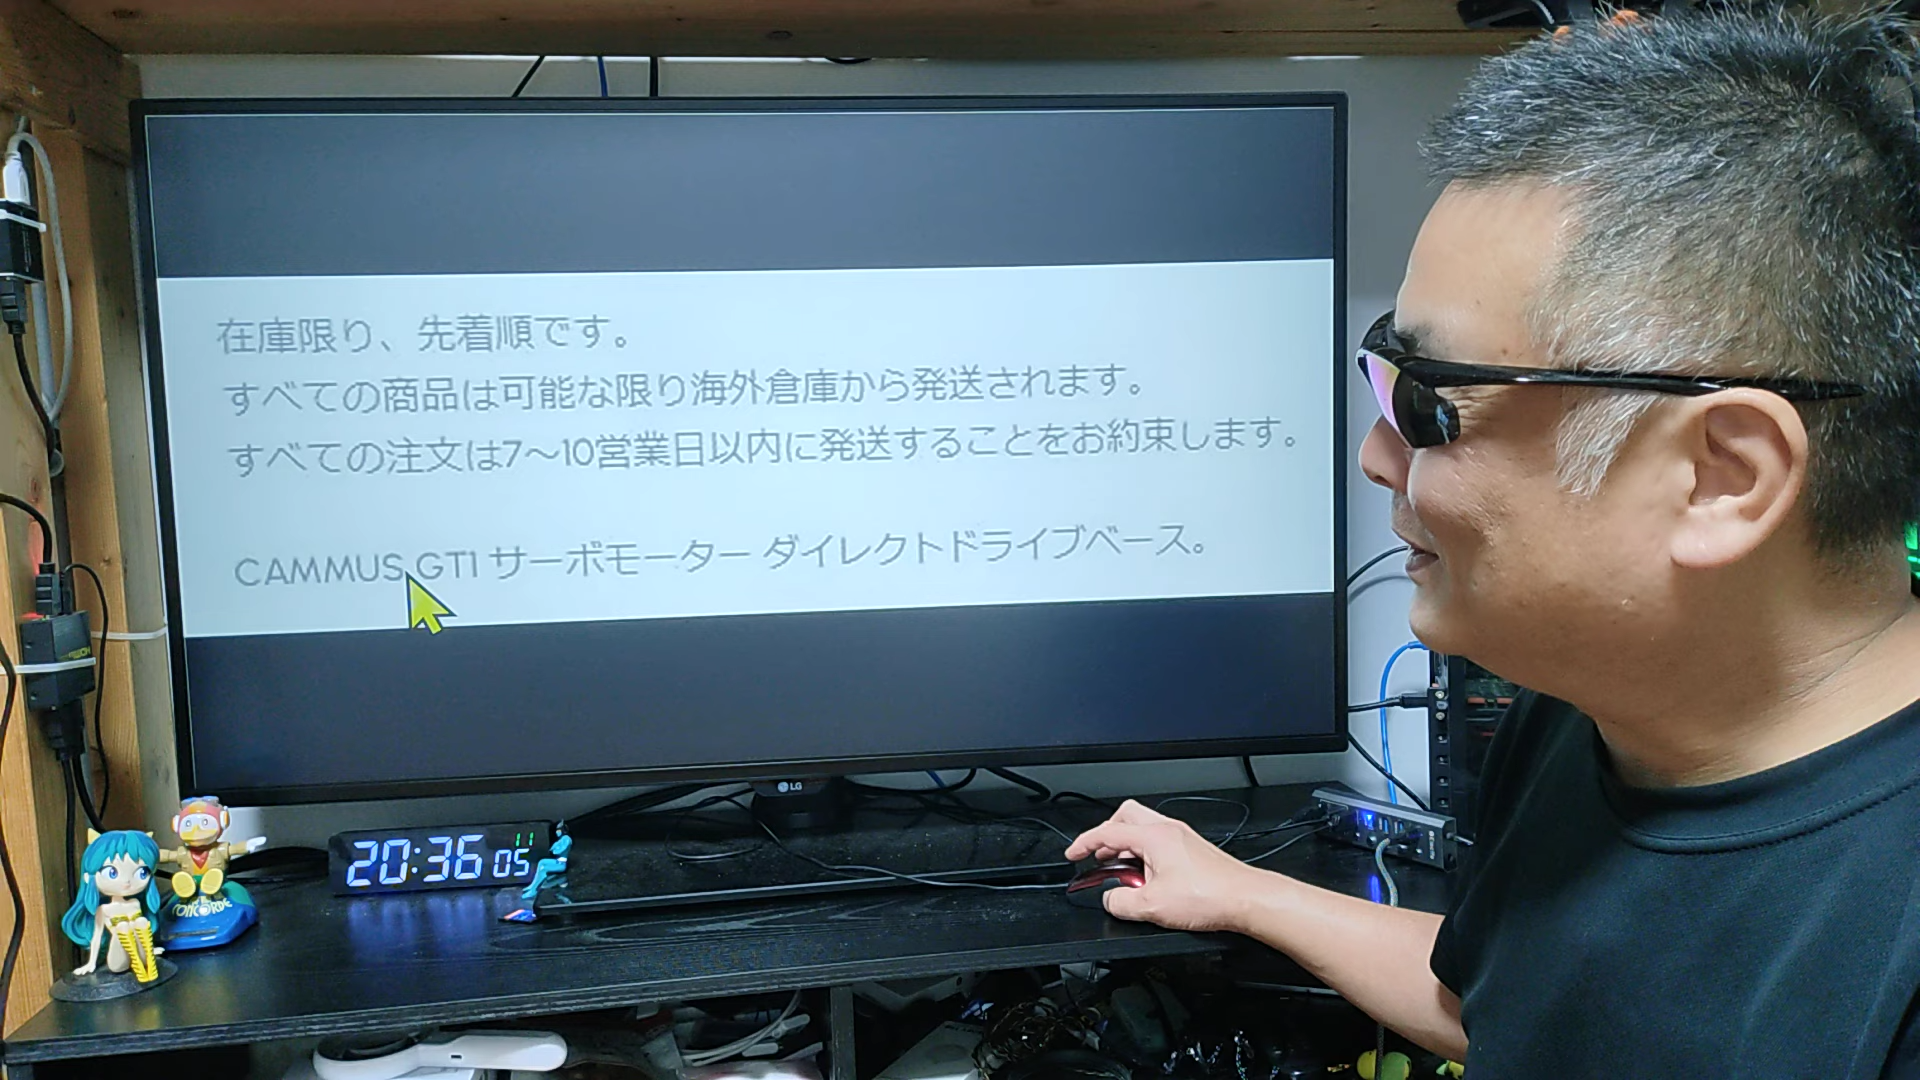 在庫限り、先着順です。
すべての商品は可能な限り海外倉庫から発送されます。
すべての注文は7～10営業日以内に発送することをお約束します。
CAMMUS GT1 サーボモーター ダイレクトドライブベース。
LG
20:36 05
11
CONCORDE